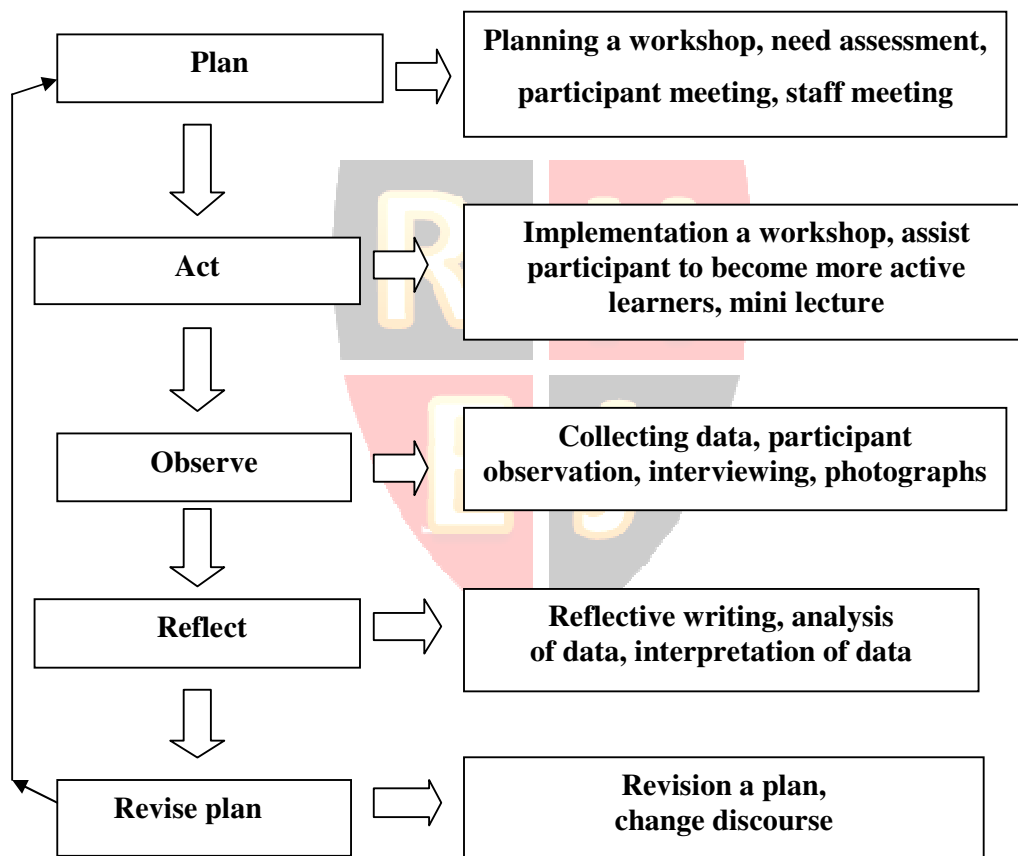 Plan
Planning a workshop, need assessment,
participant meeting, staff meeting
Act
Implementation a workshop, assist
participant to become more active
learners, mini lecture
Observe
Collecting data, participant
observation, interviewing, photographs
Reflect
Reflective writing, analysis
of data, interpretation of data
Revise plan
Revision a plan,
change discourse
R
E J